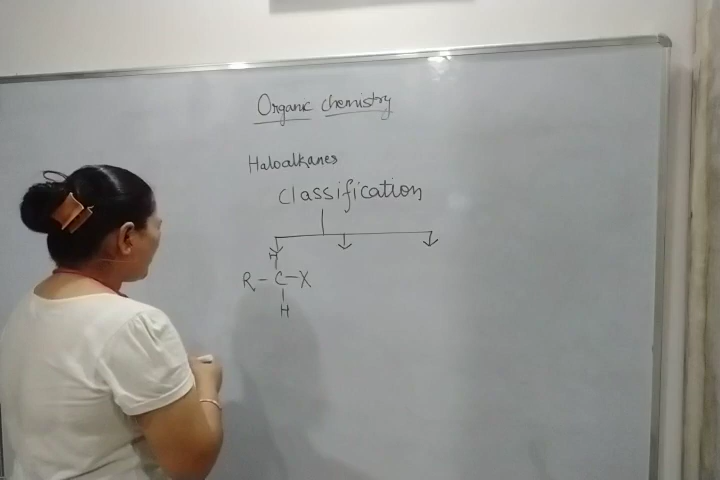 Organic chemistry
Haloalkanes
classification
H
R - C - X
H